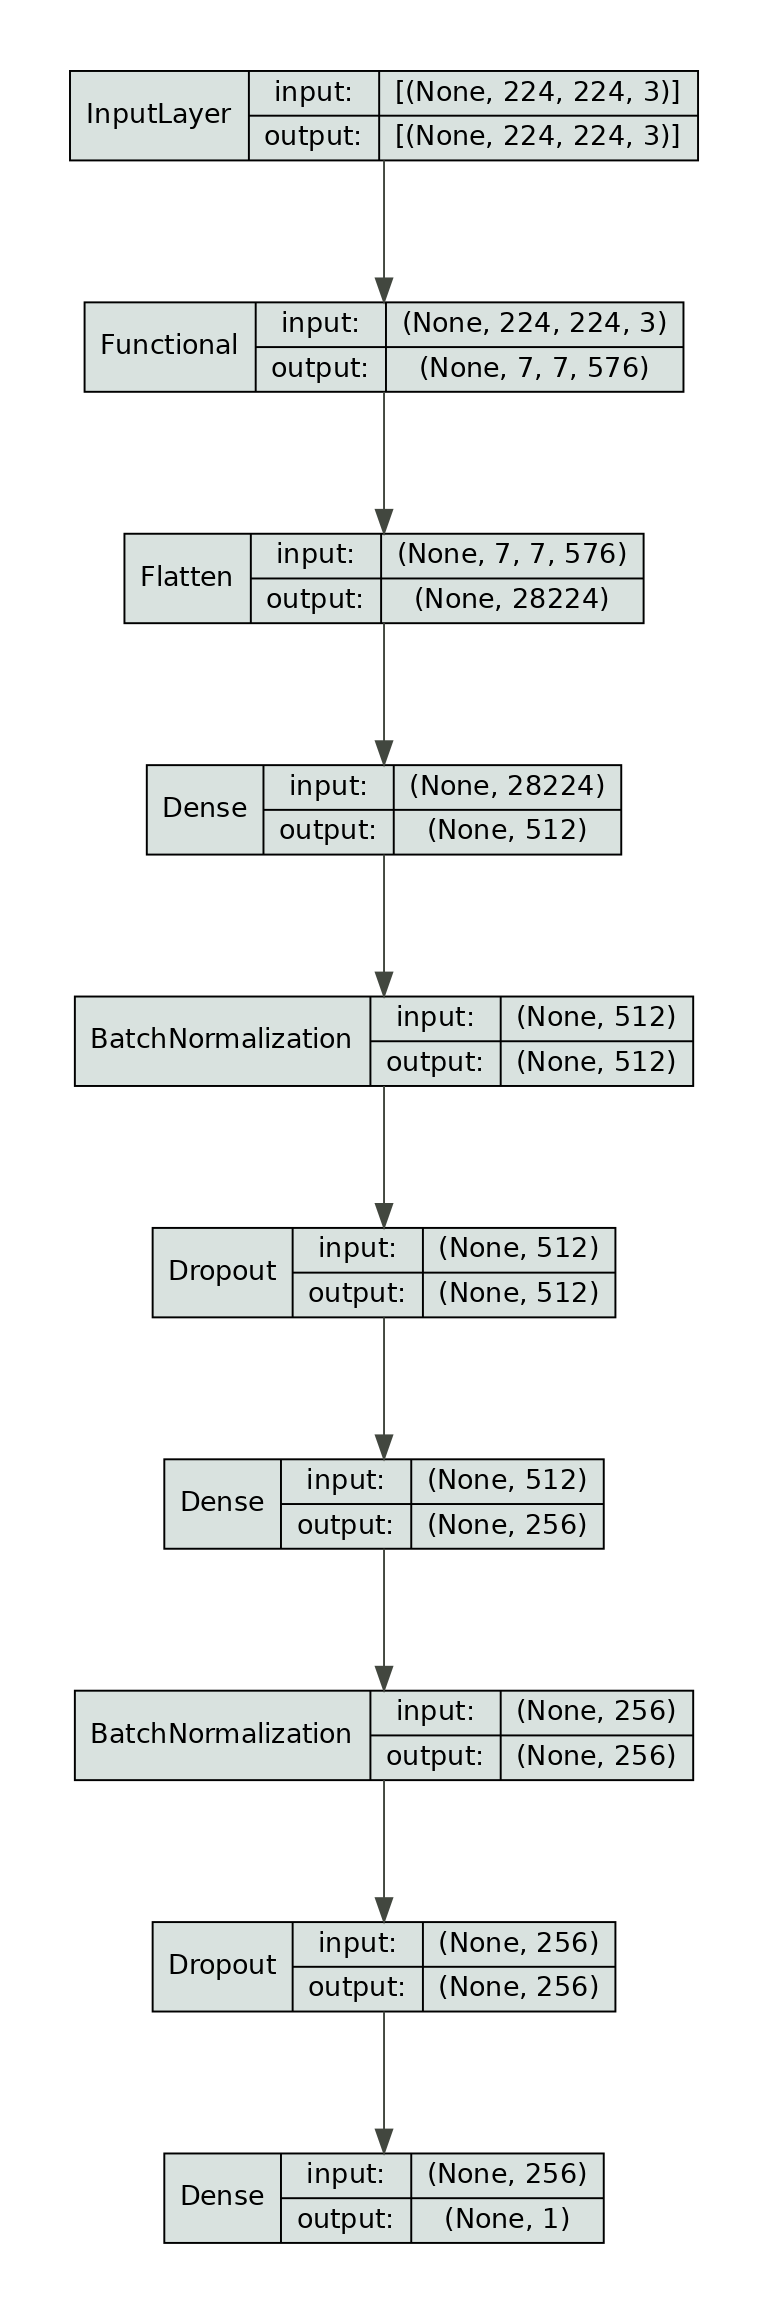 InputLayer
input:
[(None, 224, 224, 3)]
output:
[(None, 224, 224, 3)]
Functional
input:
(None, 224, 224, 3)
output:
(None, 7, 7, 576)
Flatten
input:
(None, 7, 7, 576)
output:
(None, 28224)
Dense
input:
(None, 28224)
output:
(None, 512)
BatchNormalization
input:
(None, 512)
output:
(None, 512)
Dropout
input:
(None, 512)
output:
(None, 512)
Dense
input:
(None, 512)
output:
(None, 256)
BatchNormalization
input:
(None, 256)
output:
(None, 256)
Dropout
input:
(None, 256)
output:
(None, 256)
Dense
input:
(None, 256)
output:
(None, 1)